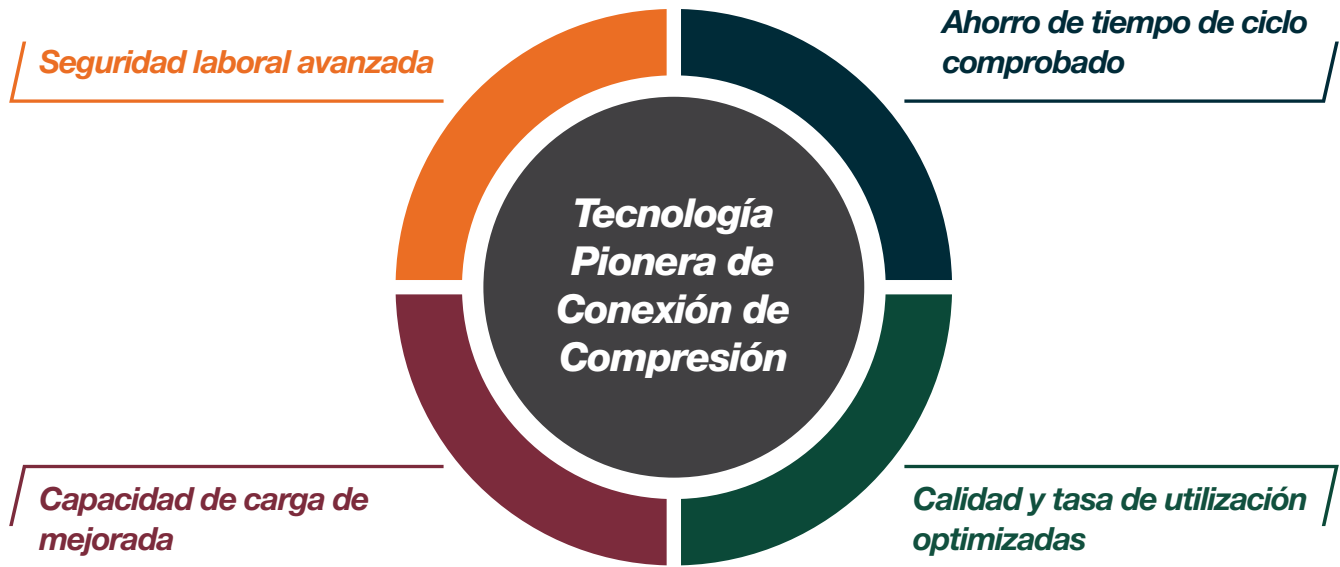 Seguridad laboral avanzada
Ahorro de tiempo de ciclo
comprobado
Tecnología
Pionera de
Conexión de
Compresión
Capacidad de carga de
mejorada
Calidad y tasa de utilización
optimizadas